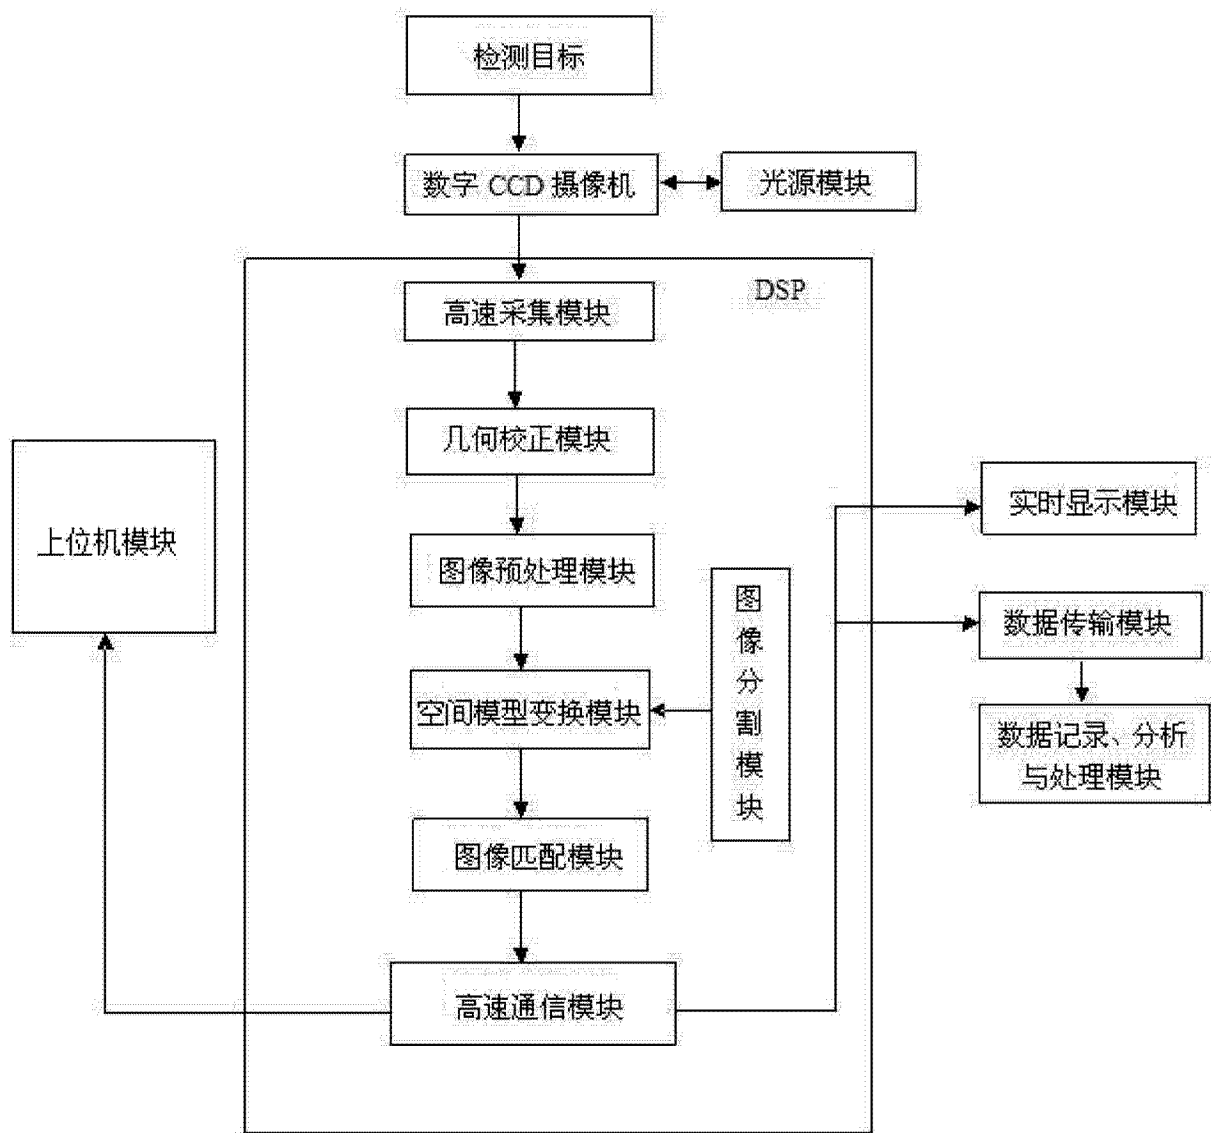 检测目标
数字 CCD 摄像机
光源模块
DSP
高速采集模块
几何校正模块
上位机模块
实时显示模块
图像预处理模块
图像分割模块
数据传输模块
空间模型变换模块
数据记录、分析
与处理模块
图像匹配模块
高速通信模块